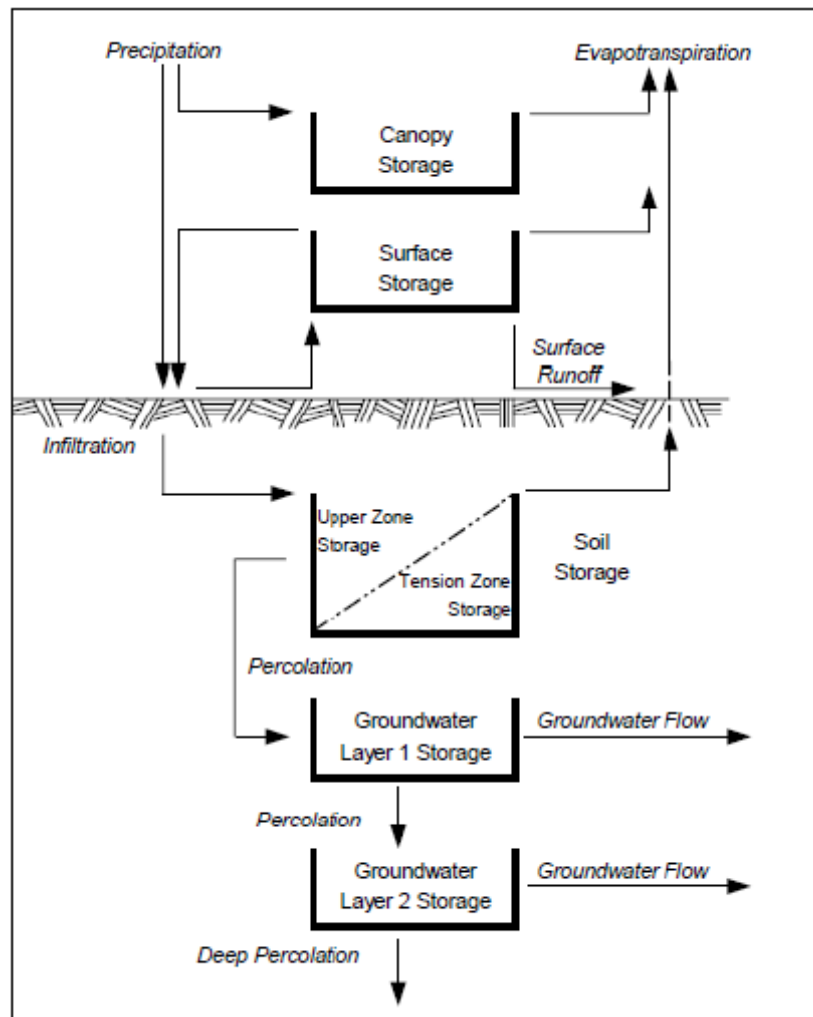 Precipitation
Evapotranspiration
Canopy
Storage
Surface
Storage
Surface
Runoff
Infiltration
Upper Zone
Storage
Tension Zone
Storage
Soil
Storage
Percolation
Groundwater
Layer 1 Storage
Groundwater Flow
Percolation
Groundwater
Layer 2 Storage
Groundwater Flow
Deep Percolation